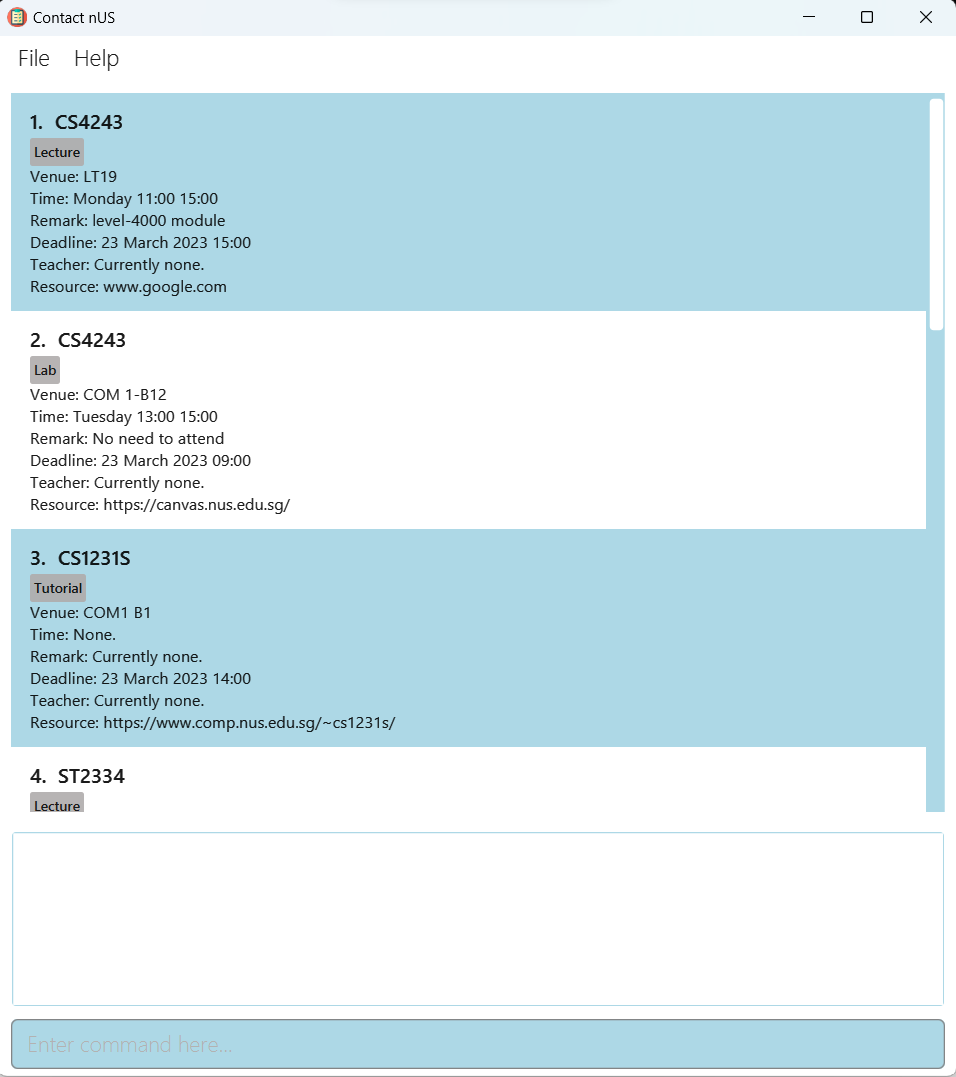 Contact nUS
File Help
1. CS4243
Lecture
Venue: LT19
Time: Monday 11:00 15:00
Remark: level-4000 module
Deadline: 23 March 2023 15:00
Teacher: Currently none.
Resource: www.google.com
2. CS4243
Lab
Venue: COM 1-B12
Time: Tuesday 13:00 15:00
Remark: No need to attend
Deadline: 23 March 2023 09:00
Teacher: Currently none.
Resource: https://canvas.nus.edu.sg/
3. CS1231S
Tutorial
Venue: COM1 B1
Time: None.
Remark: Currently none.
Deadline: 23 March 2023 14:00
Teacher: Currently none.
Resource: https://www.comp.nus.edu.sg/~cs1231s/
4. ST2334
Lecture
Enter command here...